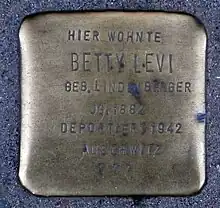 HIER WOHNTE
BETTY LEVI
GEB. LINDENBERGER
JG. 1882
DEPORTIERT 1942
AUSCHWITZ
???